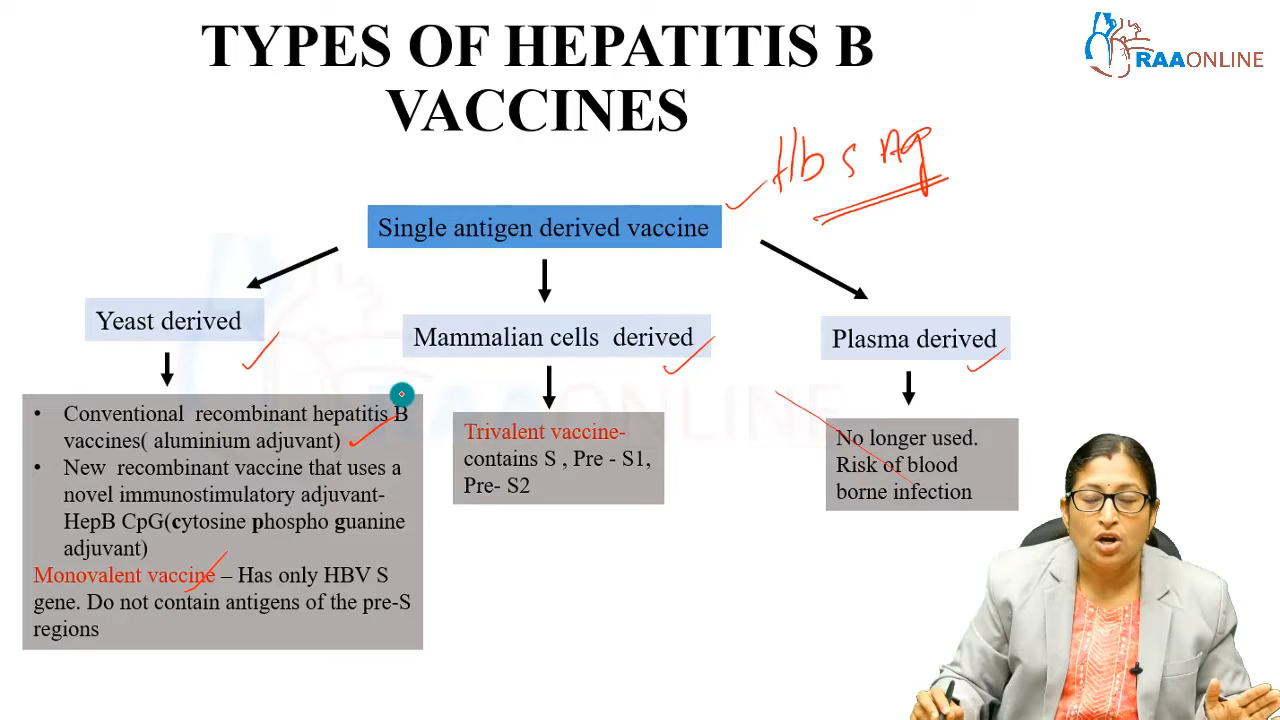 TYPES OF HEPATITIS B
VACCINES
RAAONLINE
Hbs Ag
Single antigen derived vaccine
Yeast derived
Mammalian cells derived
Plasma derived
• Conventional recombinant hepatitis B
vaccines( aluminium adjuvant)
• New recombinant vaccine that uses a
novel immunostimulatory adjuvant-
HepB CpG(cytosine phospho guanine
adjuvant)
Monovalent vaccine – Has only HBV S
gene. Do not contain antigens of the pre-S
regions
Trivalent vaccine-
contains S , Pre - S1,
Pre- S2
No longer used.
Risk of blood
borne infection
RAAONLINE